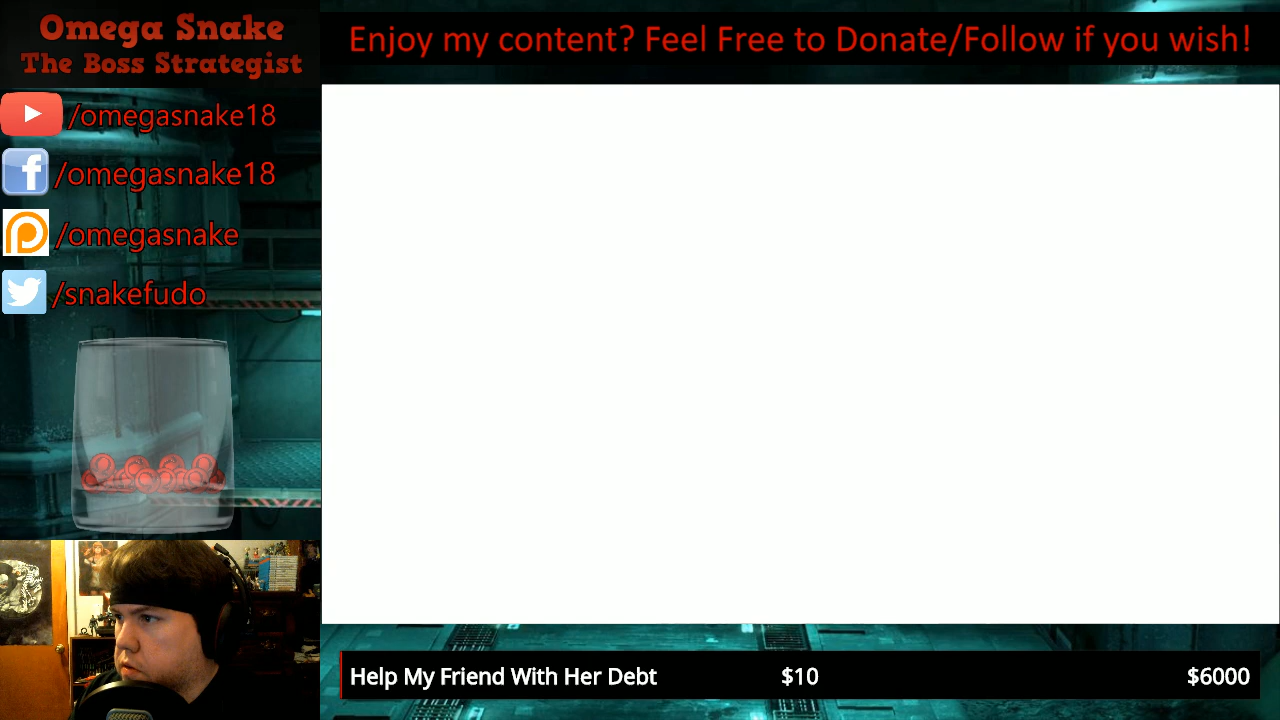 Omega Snake
The Boss Strategist
Enjoy my content? Feel Free to Donate/Follow if you wish!
/omegasnake18
/omegasnake18
/omegasnake
/snakefudo
Help My Friend With Her Debt $10 $6000